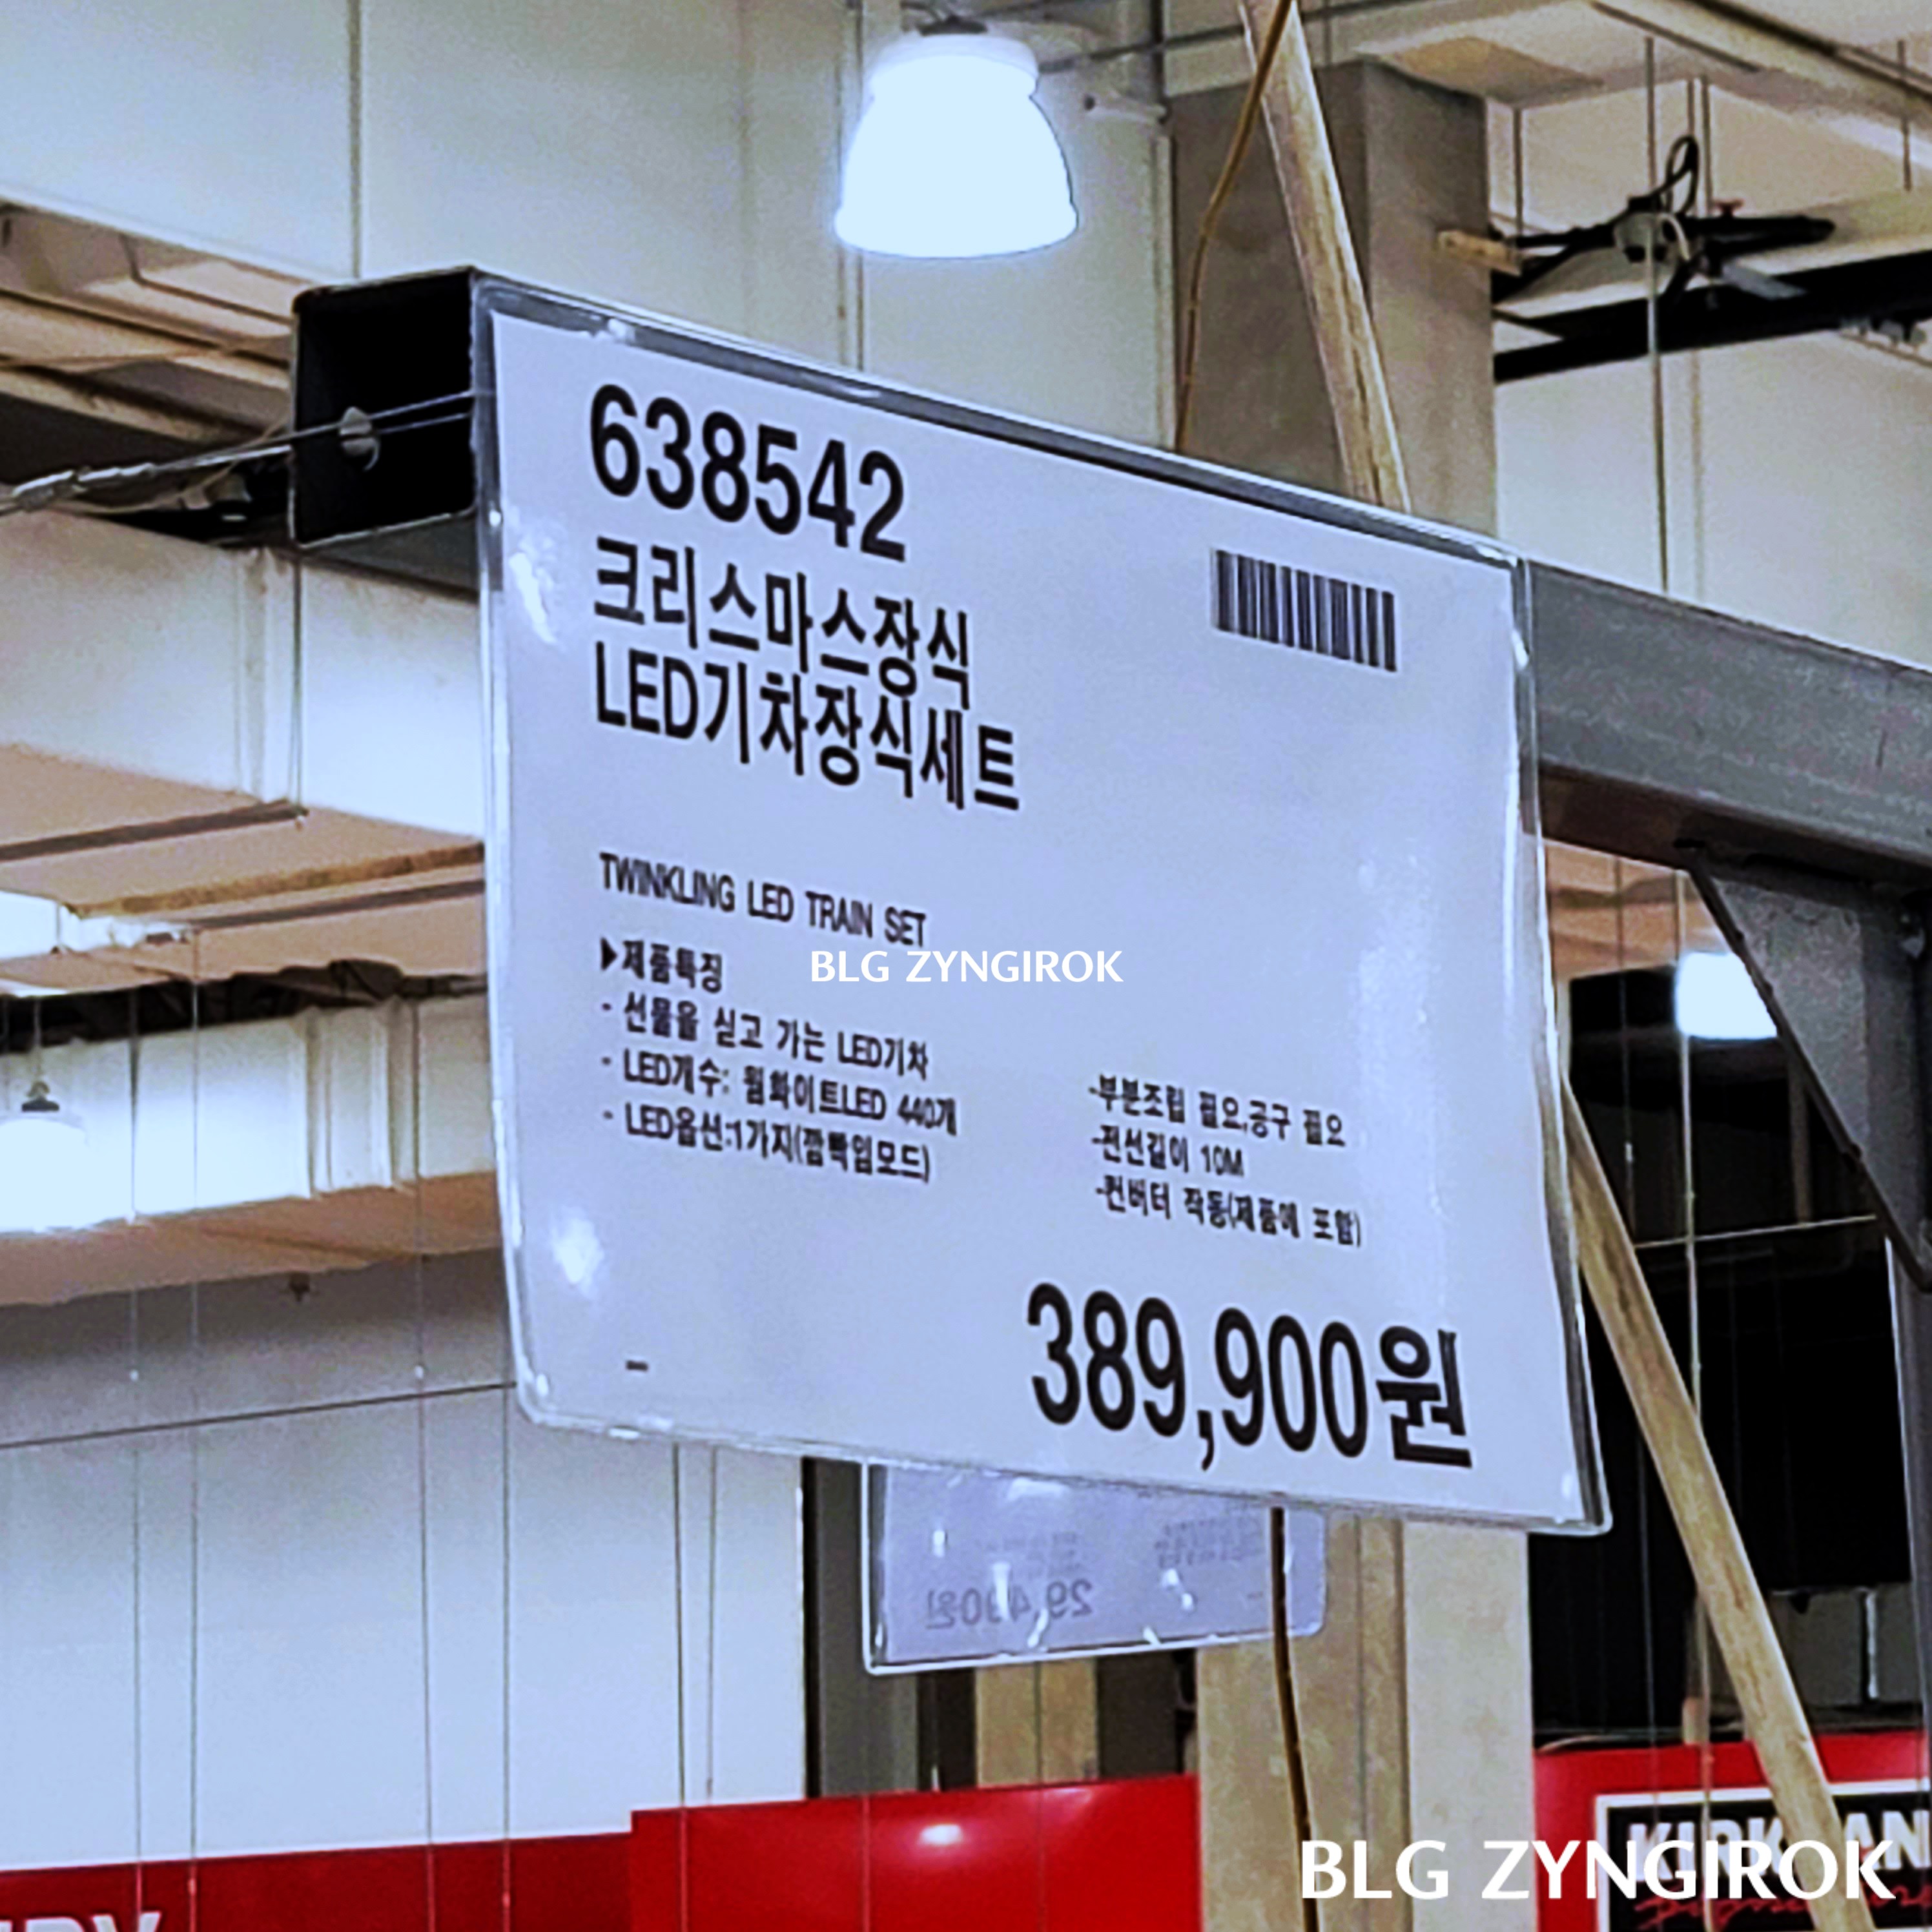 638542
크리스마스장식
LED기차장식세트
TWINKLING LED TRAIN SET
▶제품특징
- 선물을 싣고 가는 LED기차
- LED개수: 웜화이트LED 440개
- LED옵션:1가지(깜빡임모드)
-부분조립 필요,공구 필요
-전선길이 10M
-컨버터 작동(제품에 포함)
389,900원
-
BLG ZYNGIROK
BLG ZYNGIROK